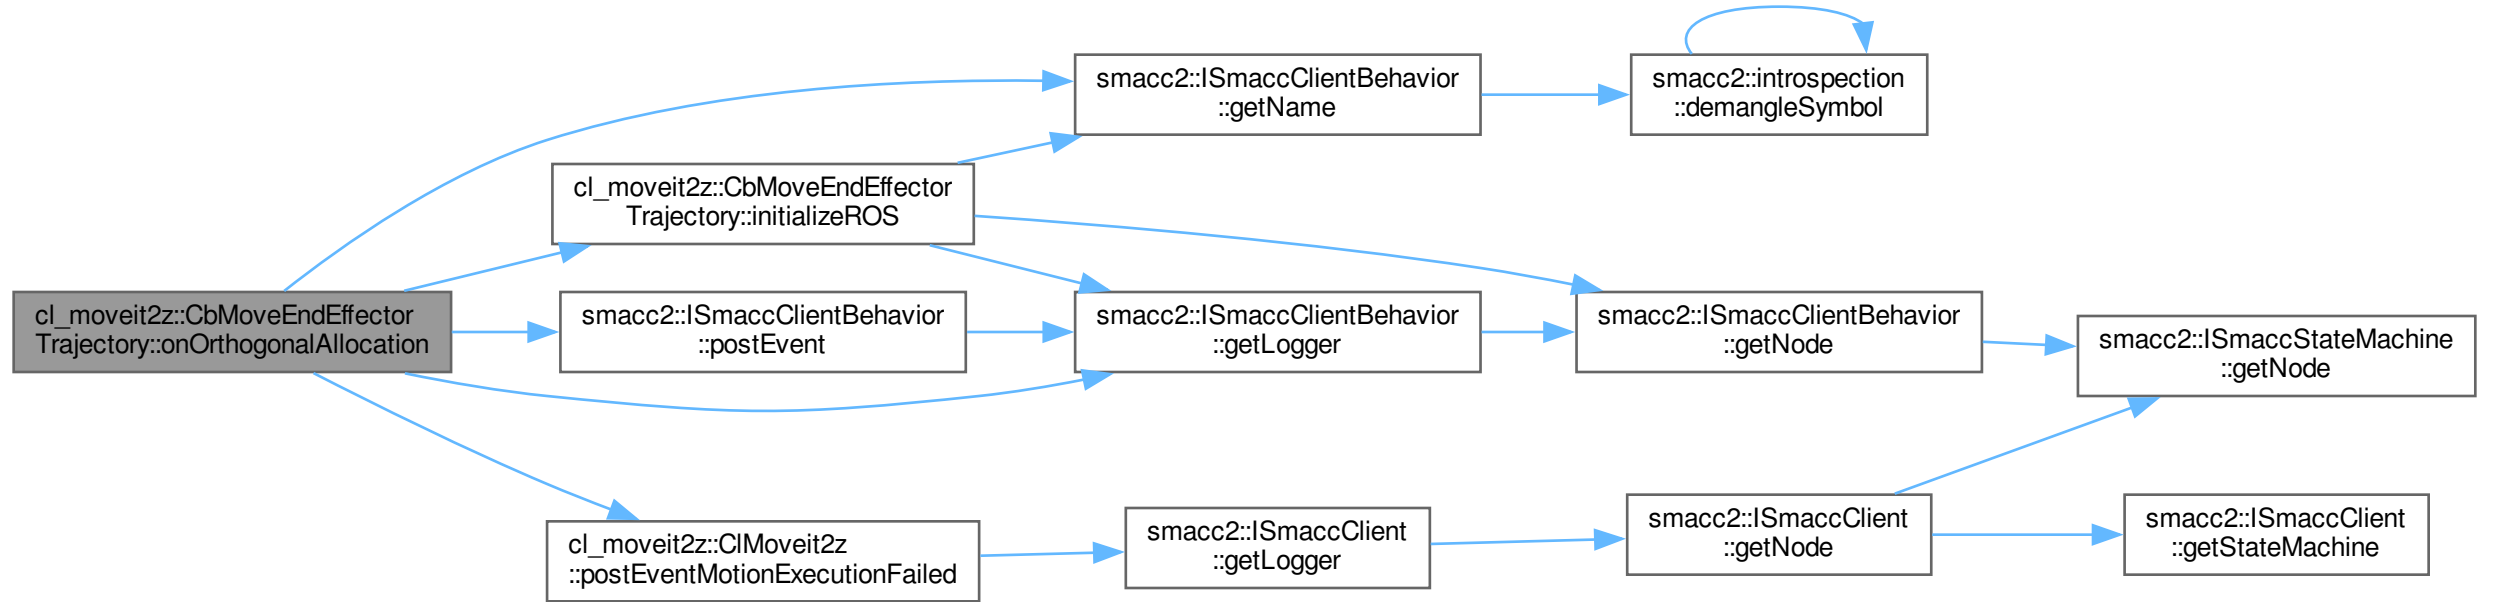 smacc2::ISmaccClientBehavior
::getName
smacc2::introspection
::demangleSymbol
cl_moveit2z::CbMoveEndEffector
Trajectory::initializeROS
cl_moveit2z::CbMoveEndEffector
Trajectory::onOrthogonalAllocation
smacc2::ISmaccClientBehavior
::postEvent
smacc2::ISmaccClientBehavior
::getLogger
smacc2::ISmaccClientBehavior
::getNode
smacc2::ISmaccStateMachine
::getNode
cl_moveit2z::ClMoveit2z
::postEventMotionExecutionFailed
smacc2::ISmaccClient
::getLogger
smacc2::ISmaccClient
::getNode
smacc2::ISmaccClient
::getStateMachine